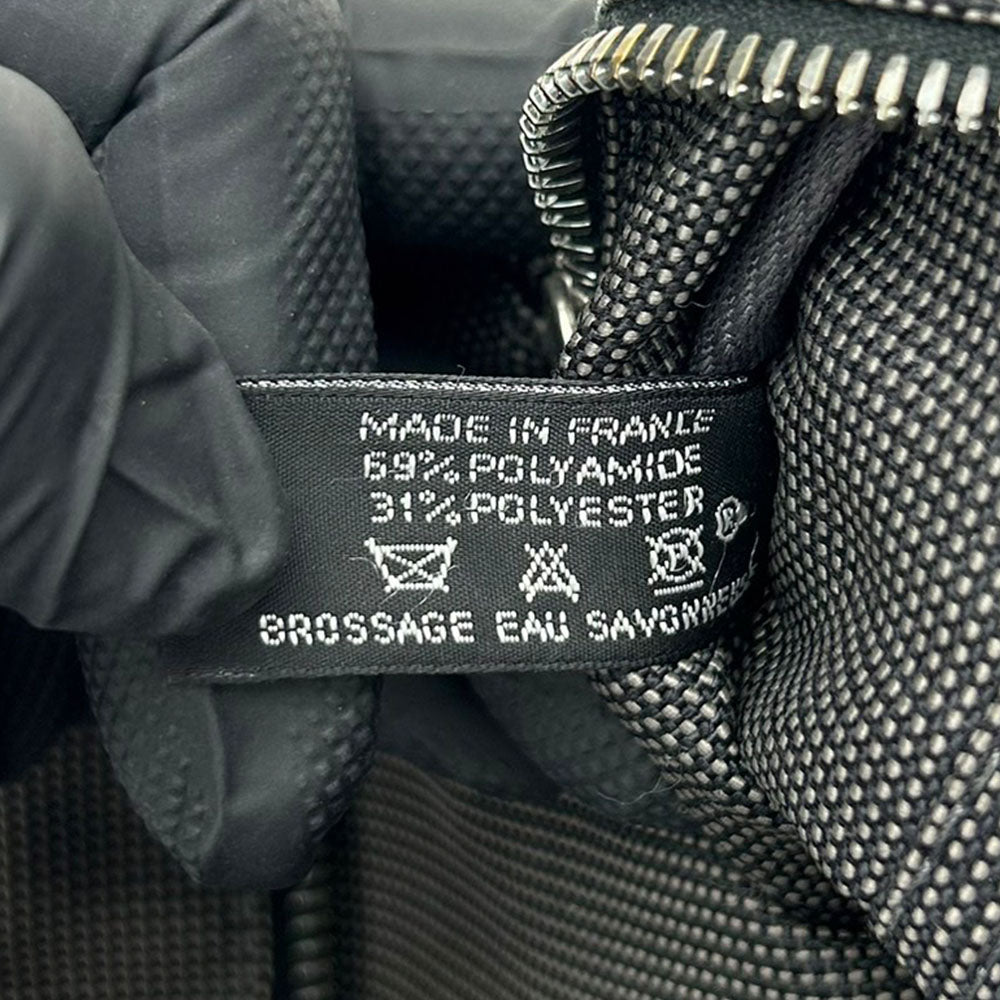 MADE IN FRANCE
69% POLYAMIDE
31% POLYESTER
BROSSAGE EAU SAVONNEUSE